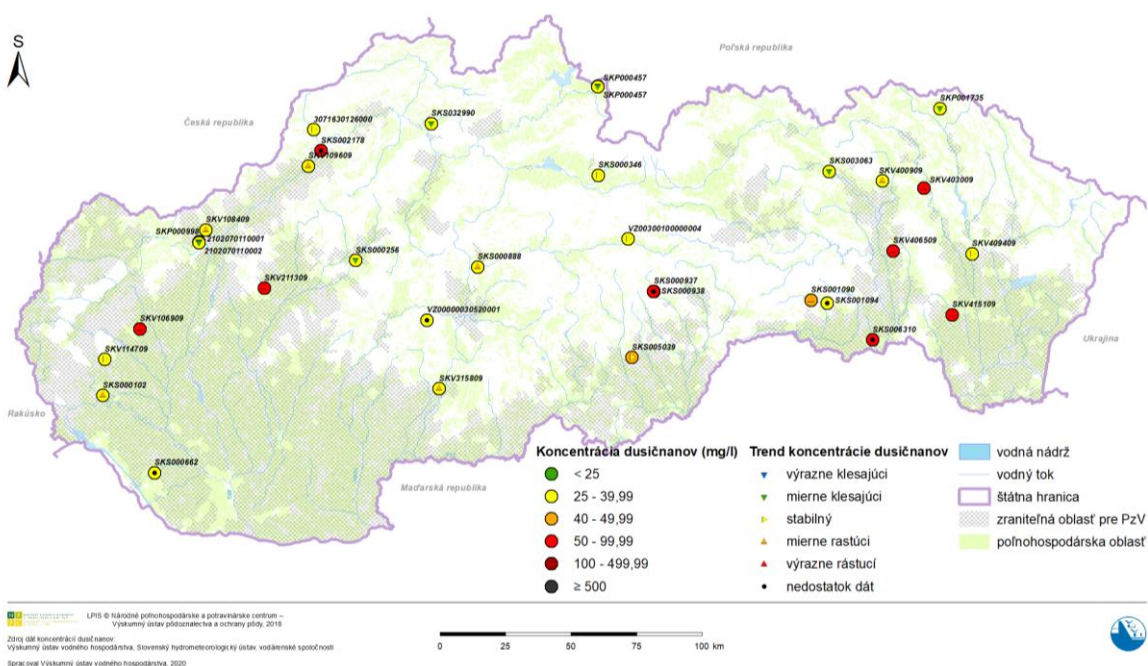 S
Poľská republika
Česká republika
SKP000457
SKP000457
SKP001735
SKS032990
3071630126000
SKS002178
SKV109609
SKS000346
SKS003063
SKV400909
SKV403009
SKV108409
SKP000998
2102070110001
2102070110002
VZ00300100000004
SKV406509
SKV409409
SKS000256
SKS000888
SKV211309
SKS000937
SKS000938
SKS001090
SKS001094
VZ00000030520001
SKV415109
SKV106909
SKS006310
Ukrajina
SKV114709
SKS005039
SKS000102
SKV315809
Rakúsko
SKS000662
Maďarská republika
Koncentrácia dusičnanov (mg/l)
< 25
25 - 39,99
40 - 49,99
50 - 99,99
100 - 499,99
≥ 500
Trend koncentrácie dusičnanov
výrazne klesajúci
mierne klesajúci
stabilný
mierne rastúci
výrazne rástucí
nedostatok dát
vodná nádrž
vodný tok
štátna hranica
zraniteľná oblasť pre PzV
poľnohospodárska oblasť
LPIS © Národné poľnohospodárske a potravinárske centrum –
Výskumný ústav pôdoznalectva a ochrany pôdy, 2018
Zdroj dát koncentrácií dusičnanov:
Výskumný ústav vodného hospodárstva, Slovenský hydrometeorologický ústav, vodárenské spoločnosti
Spracoval Výskumný ústav vodného hospodárstva, 2020
0 25 50 75 100 km